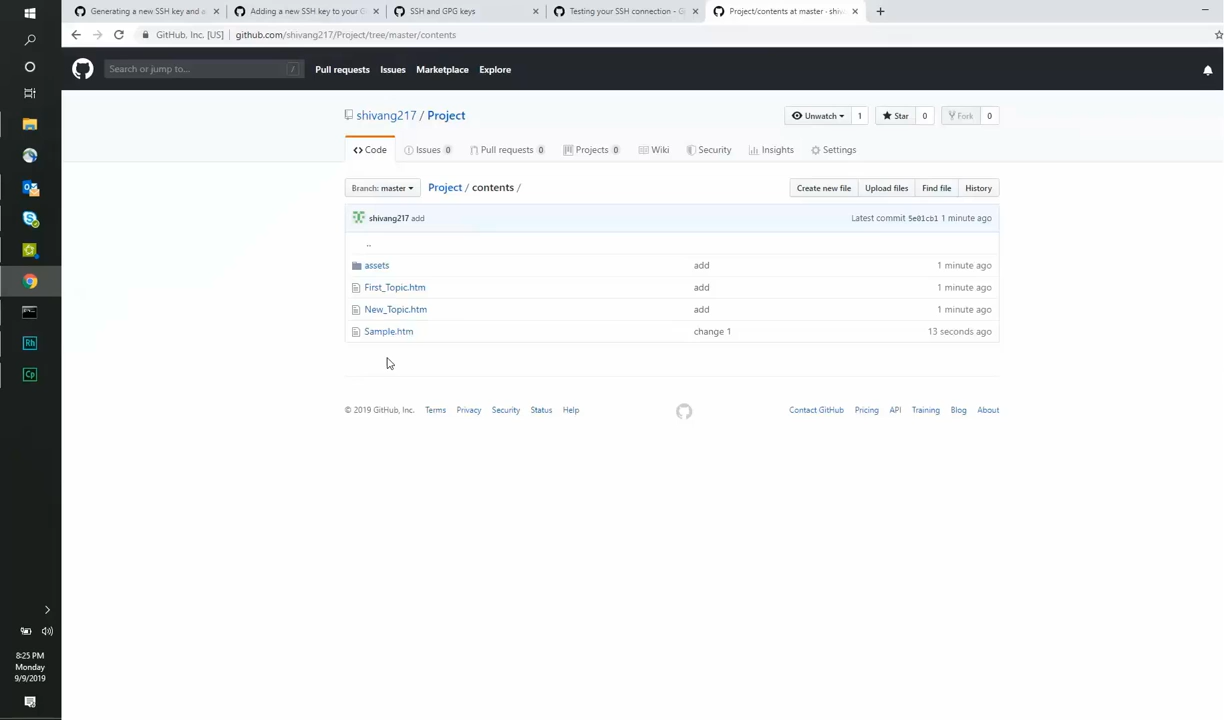 Generating a new SSH key and a
Adding a new SSH key to your G
SSH and GPG keys
Testing your SSH connection - G
Project/contents at master · shiv
GitHub, Inc. [US] | github.com/shivang217/Project/tree/master/contents
Search or jump to... / Pull requests Issues Marketplace Explore
shivang217 / Project Unwatch 1 Star 0 Fork 0
Code Issues 0 Pull requests 0 Projects 0 Wiki Security Insights Settings
Branch: master Project / contents / Create new file Upload files Find file History
shivang217 add Latest commit 5e01cb1 1 minute ago
..
assets add 1 minute ago
First_Topic.htm add 1 minute ago
New_Topic.htm add 1 minute ago
Sample.htm change 1 13 seconds ago
© 2019 GitHub, Inc. Terms Privacy Security Status Help Contact GitHub Pricing API Training Blog About
Rh
Cp
8:25 PM
Monday
9/9/2019